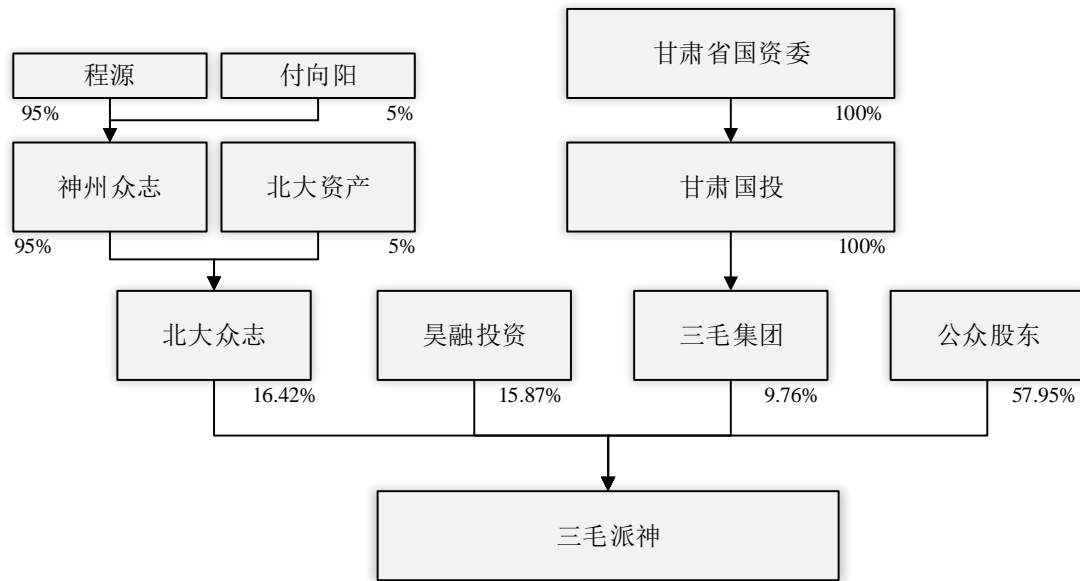 程源
付向阳
甘肃省国资委
95%
5%
100%
神州众志
北大资产
甘肃国投
95%
5%
100%
北大众志
昊融投资
三毛集团
公众股东
16.42%
15.87%
9.76%
57.95%
三毛派神